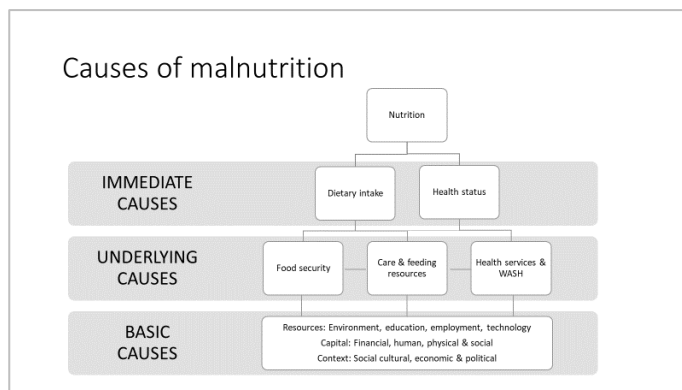 Causes of malnutrition
Nutrition
IMMEDIATE
CAUSES
Dietary intake
Health status
UNDERLYING
CAUSES
Food security
Care & feeding
resources
Health services &
WASH
BASIC
CAUSES
Resources: Environment, education, employment, technology
Capital: Financial, human, physical & social
Context: Social cultural, economic & political